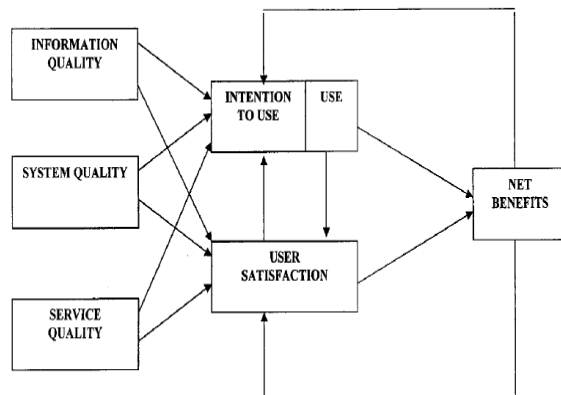 INFORMATION
QUALITY
INTENTION
TO USE
USE
SYSTEM QUALITY
NET
BENEFITS
USER
SATISFACTION
SERVICE
QUALITY